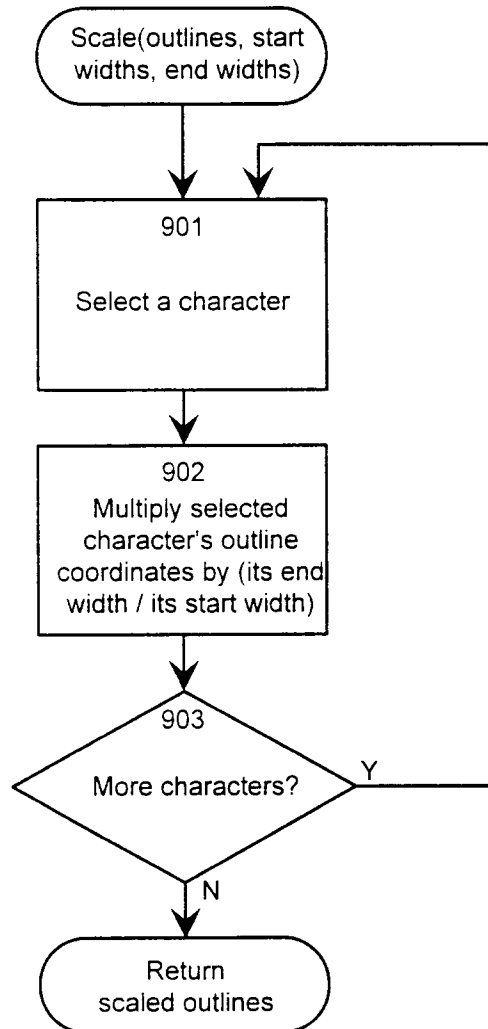 Scale(outlines, start
widths, end widths)
901
Select a character
902
Multiply selected
character's outline
coordinates by (its end
width / its start width)
903
More characters?
Y
N
Return
scaled outlines